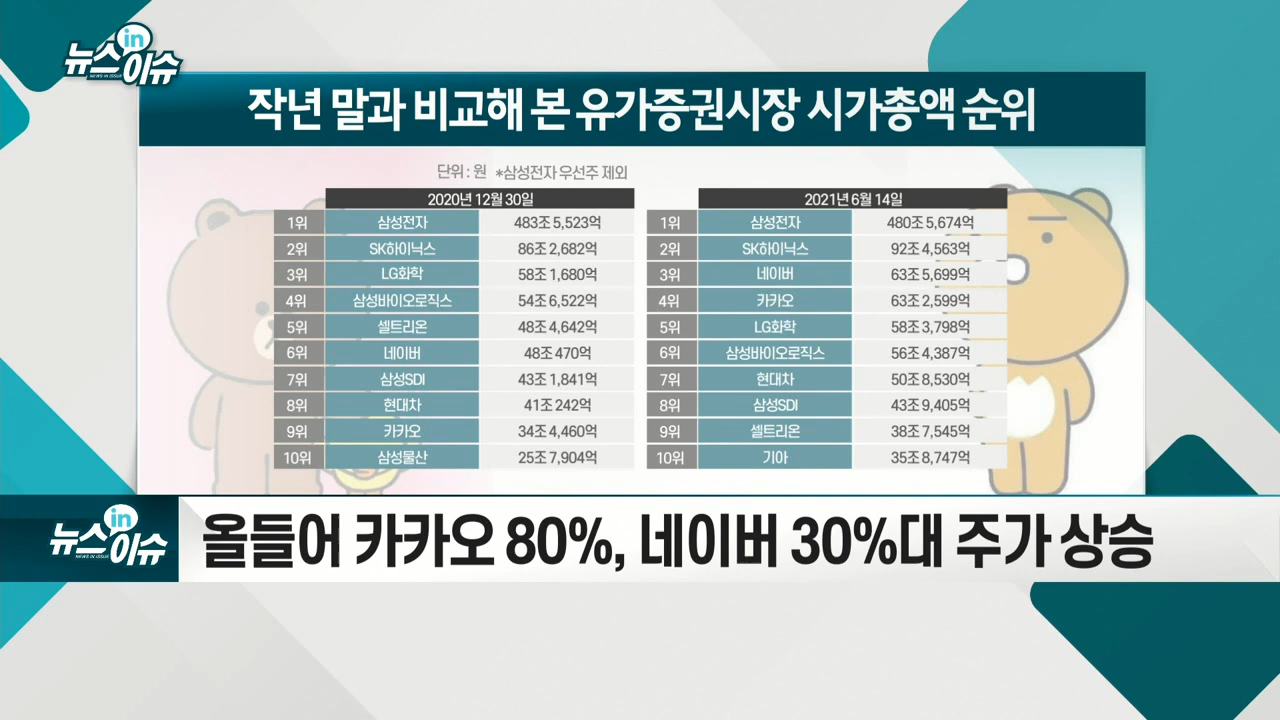 뉴스 in 이슈
NEWS IN ISSUE
작년 말과 비교해 본 유가증권시장 시가총액 순위
단위 : 원 *삼성전자 우선주 제외
2020년 12월 30일
1위 삼성전자 483조 5,523억
2위 SK하이닉스 86조 2,682억
3위 LG화학 58조 1,680억
4위 삼성바이오로직스 54조 6,522억
5위 셀트리온 48조 4,642억
6위 네이버 48조 470억
7위 삼성SDI 43조 1,841억
8위 현대차 41조 242억
9위 카카오 34조 4,460억
10위 삼성물산 25조 7,904억
2021년 6월 14일
1위 삼성전자 480조 5,674억
2위 SK하이닉스 92조 4,563억
3위 네이버 63조 5,699억
4위 카카오 63조 2,599억
5위 LG화학 58조 3,798억
6위 삼성바이오로직스 56조 4,387억
7위 현대차 50조 8,530억
8위 삼성SDI 43조 9,405억
9위 셀트리온 38조 7,545억
10위 기아 35조 8,747억
뉴스 in 이슈
NEWS IN ISSUE
올들어 카카오 80%, 네이버 30%대 주가 상승